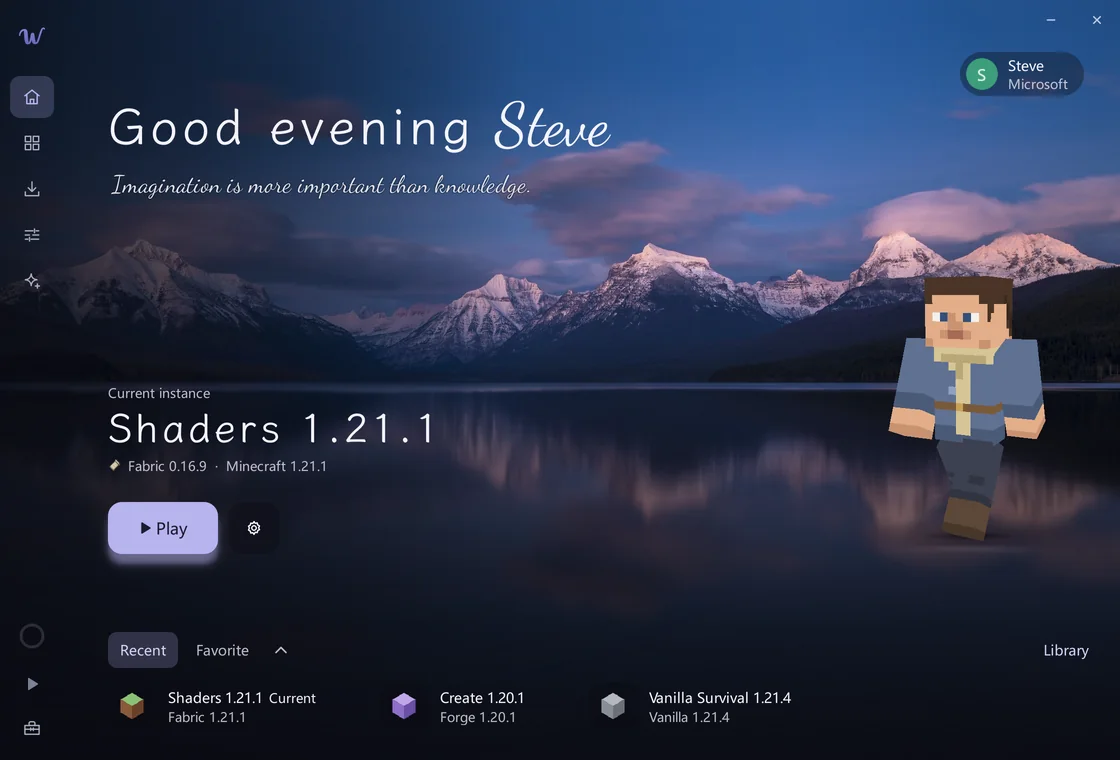 W
Steve
Microsoft
S
Good evening Steve
Imagination is more important than knowledge.
Current instance
Shaders 1.21.1
Fabric 0.16.9 · Minecraft 1.21.1
Play
Recent Favorite Library
Shaders 1.21.1 Current
Fabric 1.21.1
Create 1.20.1
Forge 1.20.1
Vanilla Survival 1.21.4
Vanilla 1.21.4